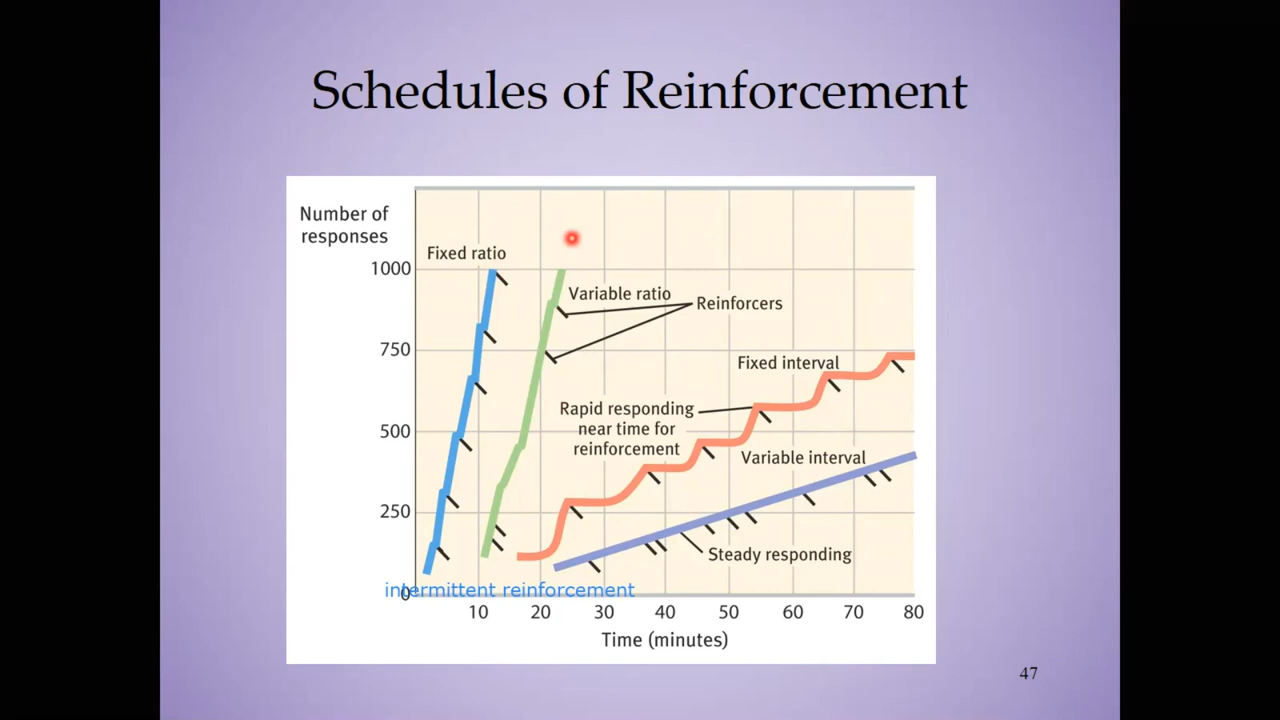 Schedules of Reinforcement
Number of
responses
Fixed ratio
1000
Variable ratio
Reinforcers
750
Fixed interval
Rapid responding
near time for
reinforcement
500
Variable interval
250
Steady responding
intermittent reinforcement
0
10 20 30 40 50 60 70 80
Time (minutes)
47